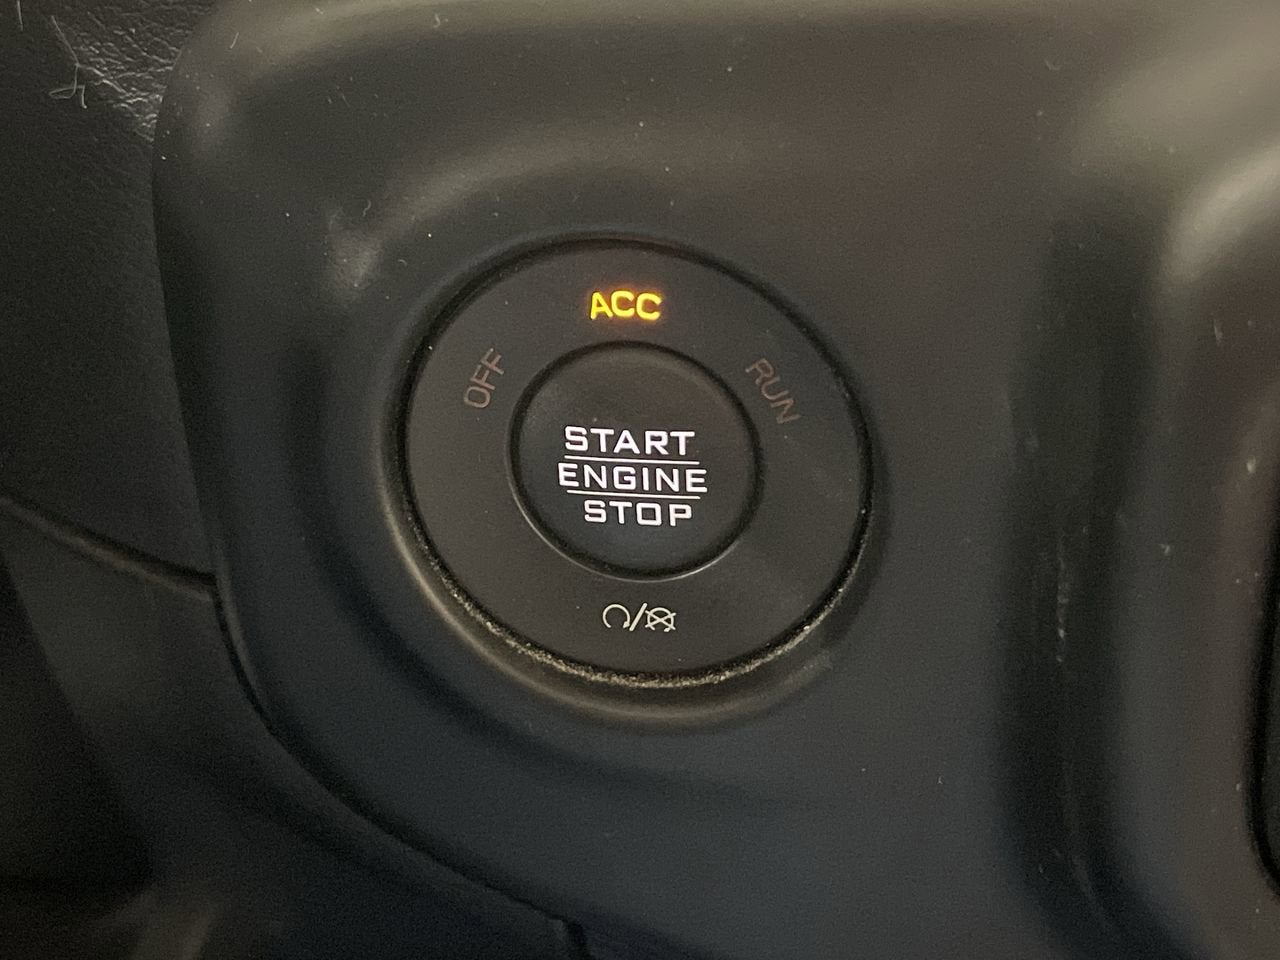 ACC
OFF
RUN
START
ENGINE
STOP